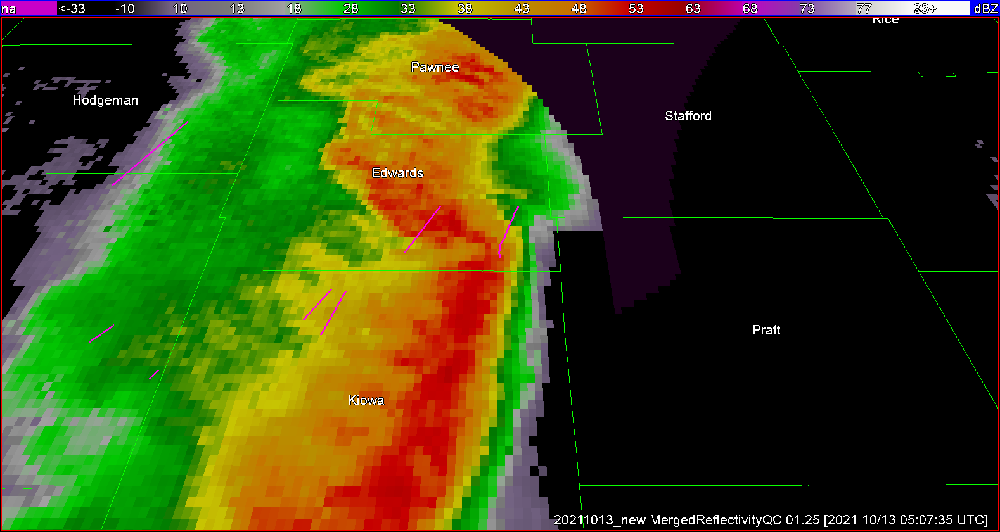 na <-33 -10 10 13 18 28 33 38 43 48 53 63 68 73 77 93+ dBZ
Rice
Pawnee
Hodgeman
Stafford
Edwards
Pratt
Kiowa
20211013_new MergedReflectivityQC 01.25 [2021 10/13 05:07:35 UTC]